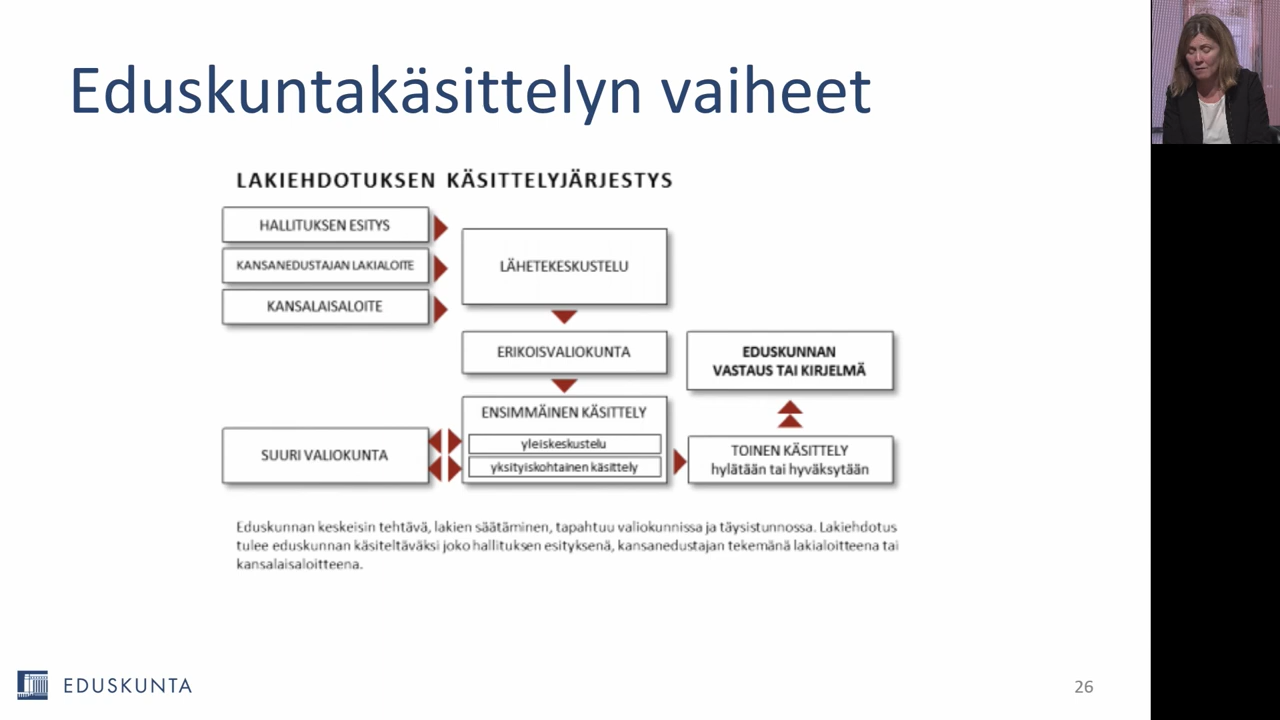 Eduskuntakäsittelyn vaiheet
LAKIEHDOTUKSEN KÄSITTELYJÄRJESTYS
HALLITUKSEN ESITYS
KANSANEDUSTAJAN LAKIALOITE
KANSALAISALOITE
LÄHETEKESKUSTELU
ERIKOISVALIOKUNTA
ENSIMMÄINEN KÄSITTELY
yleiskeskustelu
yksityiskohtainen käsittely
SUURI VALIOKUNTA
TOINEN KÄSITTELY
hylätään tai hyväksytään
EDUSKUNNAN
VASTAUS TAI KIRJELMÄ
Eduskunnan keskeisin tehtävä, lakien säätäminen, tapahtuu valiokunnissa ja täysistunnossa. Lakiehdotus
tulee eduskunnan käsiteltäväksi joko hallituksen esityksenä, kansanedustajan tekemänä lakialoitteena tai
kansalaisaloitteena.
EDUSKUNTA
26